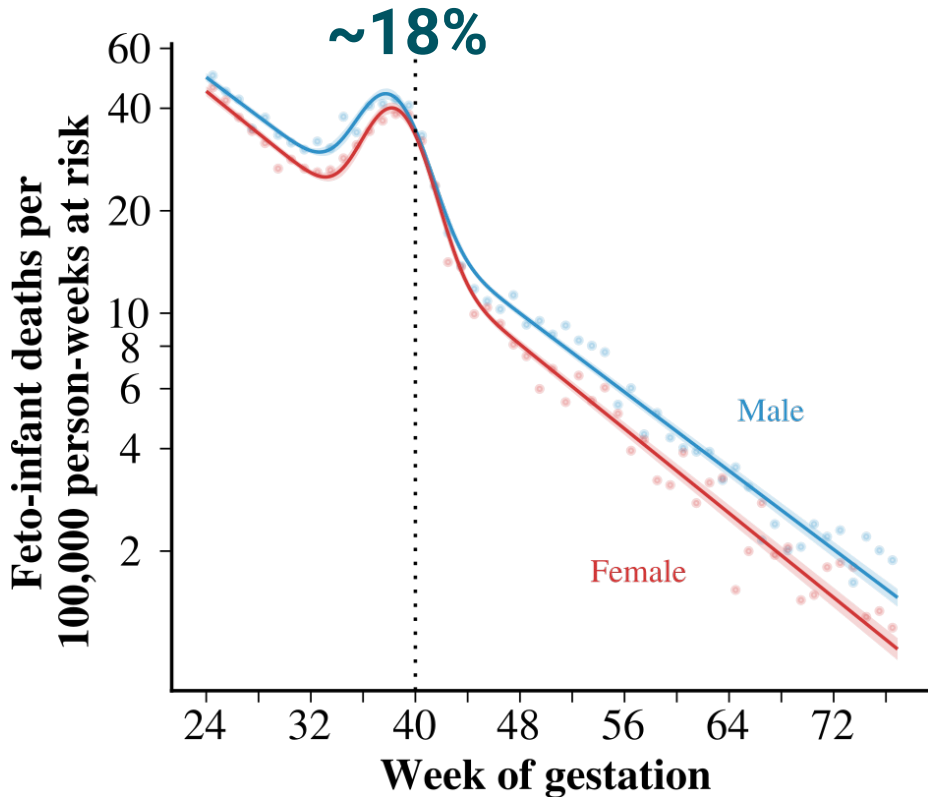 ~18%
Feto-infant deaths per
100,000 person-weeks at risk
60
40
20
10
8
6
4
2
Male
Female
24 32 40 48 56 64 72
Week of gestation